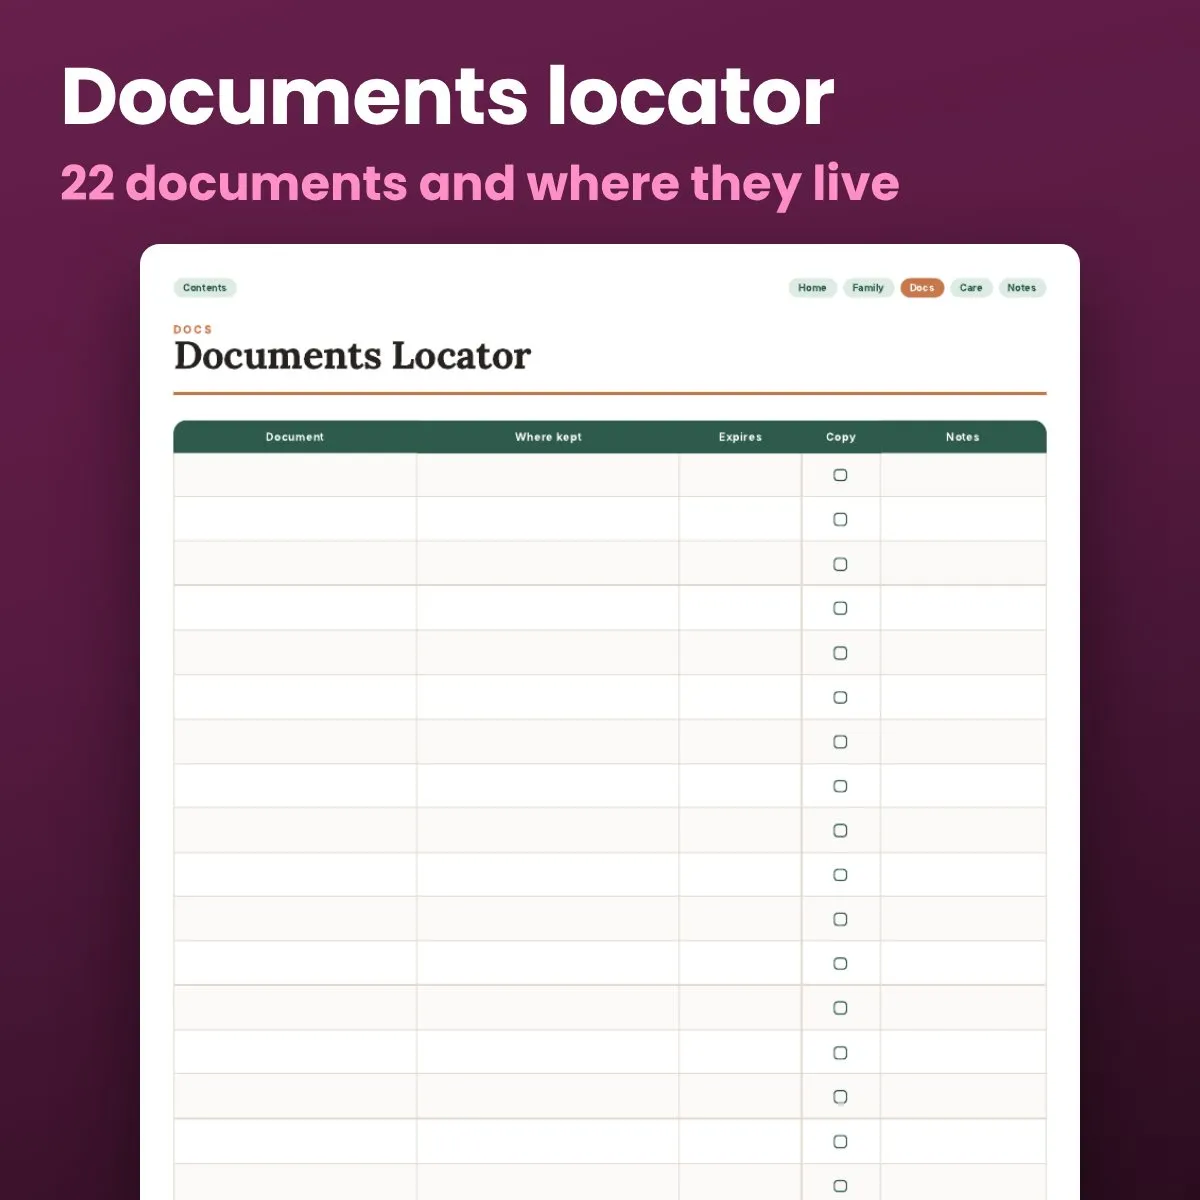 Documents locator
22 documents and where they live
Contents Home Family Docs Care Notes
DOCS
Documents Locator
Document Where kept Expires Copy Notes